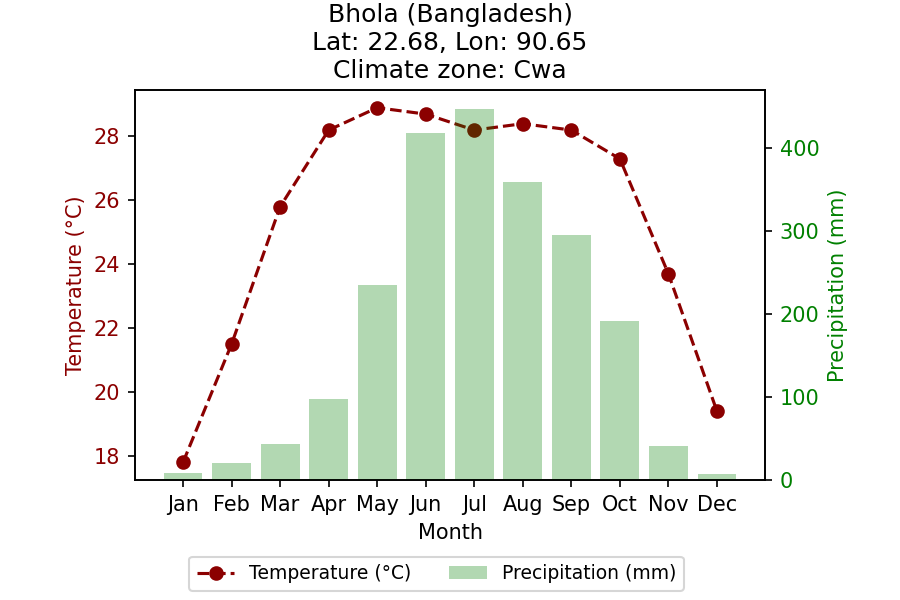 Bhola (Bangladesh)
Lat: 22.68, Lon: 90.65
Climate zone: Cwa
Temperature (°C)
28
26
24
22
20
18
400
300
200
100
0
Precipitation (mm)
Jan Feb Mar Apr May Jun Jul Aug Sep Oct Nov Dec
Month
Temperature (°C) Precipitation (mm)